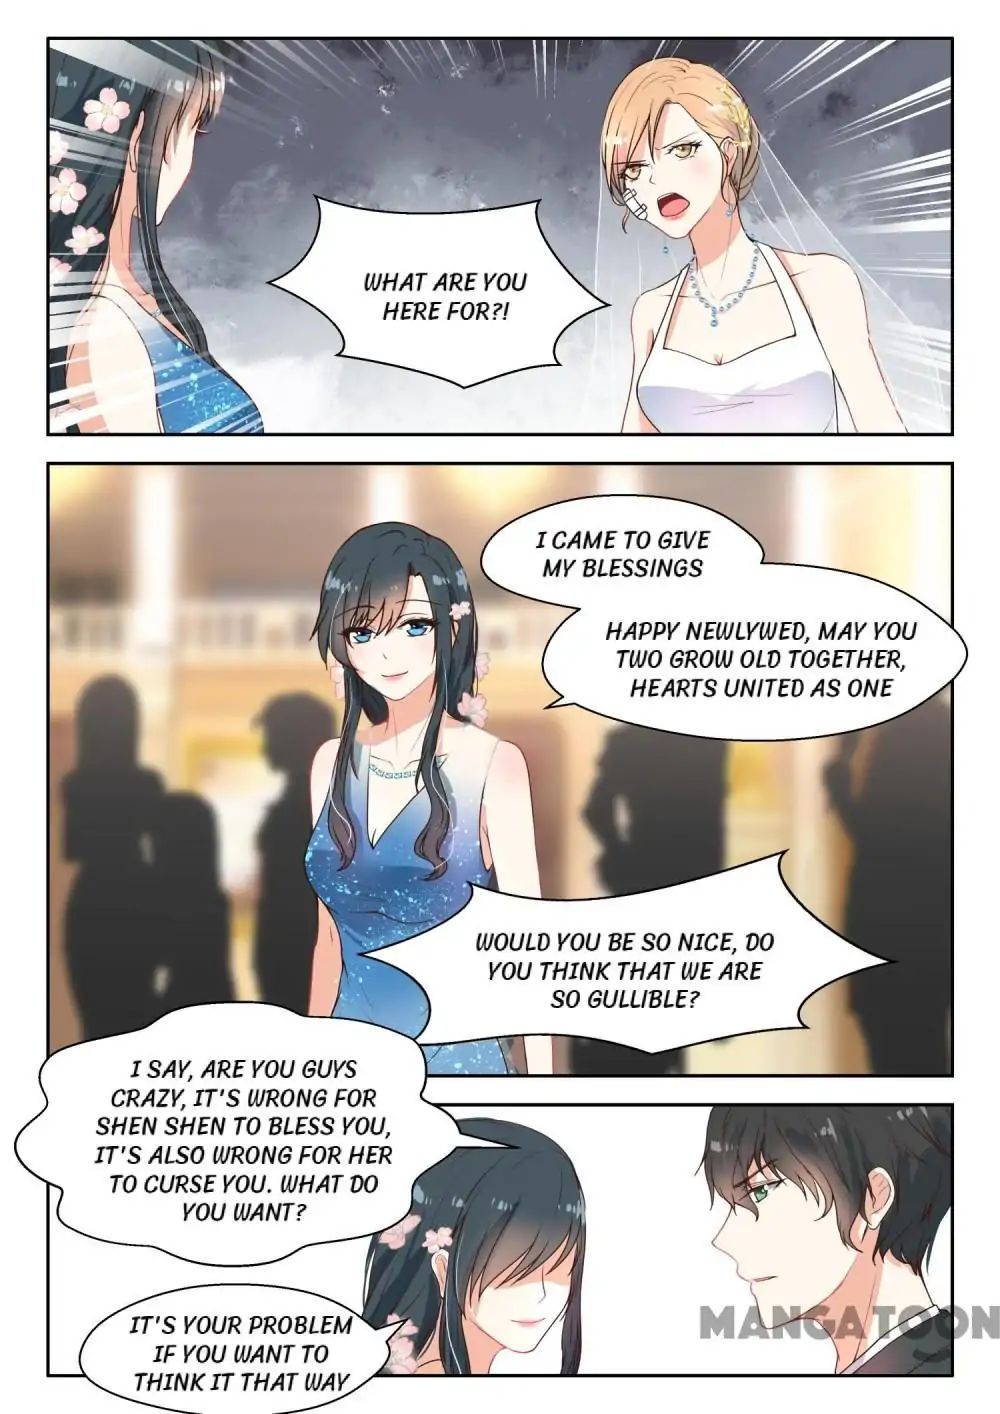 WHAT ARE YOU
HERE FOR?!
I CAME TO GIVE
MY BLESSINGS
HAPPY NEWLYWED, MAY YOU
TWO GROW OLD TOGETHER,
HEARTS UNITED AS ONE
WOULD YOU BE SO NICE, DO
YOU THINK THAT WE ARE
SO GULLIBLE?
I SAY, ARE YOU GUYS
CRAZY, IT'S WRONG FOR
SHEN SHEN TO BLESS YOU,
IT'S ALSO WRONG FOR HER
TO CURSE YOU. WHAT DO
YOU WANT?
IT'S YOUR PROBLEM
IF YOU WANT TO
THINK IT THAT WAY
MANGATOON